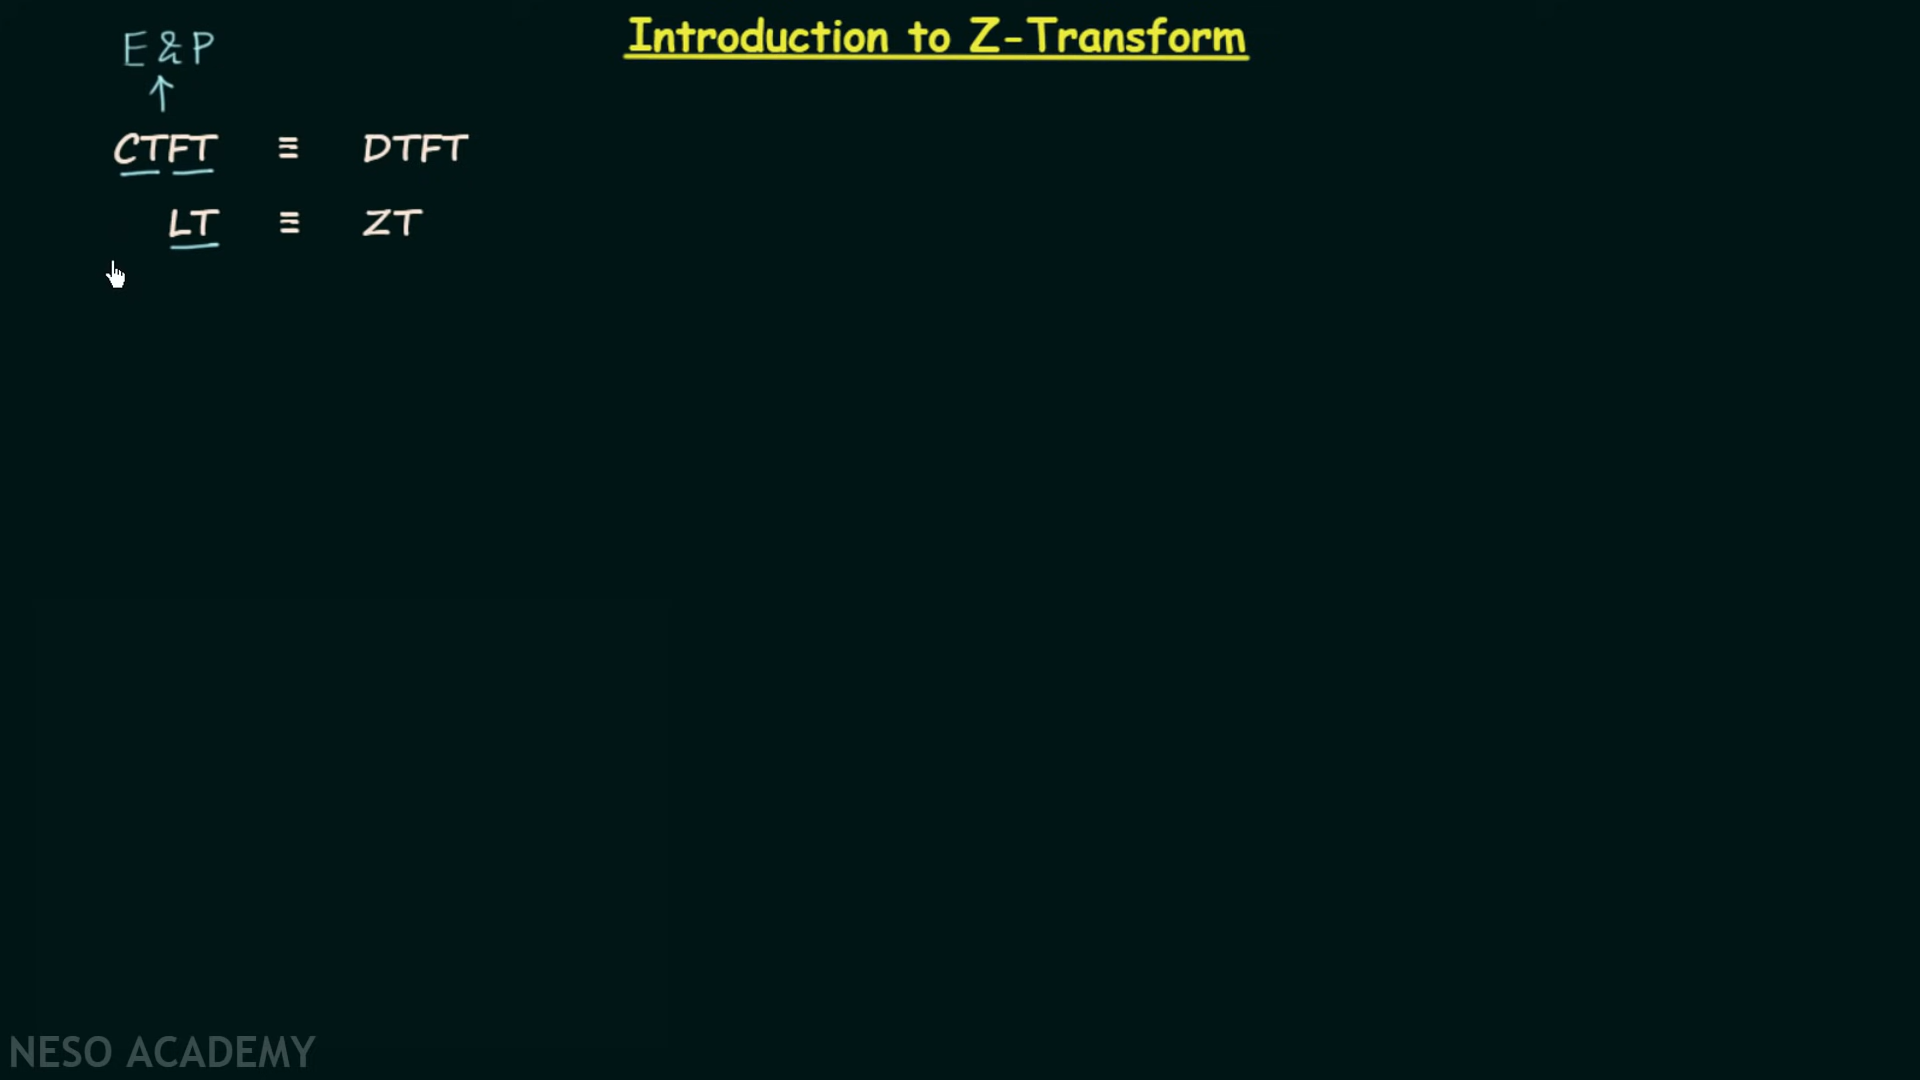 Introduction to Z-Transform
E & P
↑
CTFT ≡ DTFT
LT ≡ ZT
NESO ACADEMY